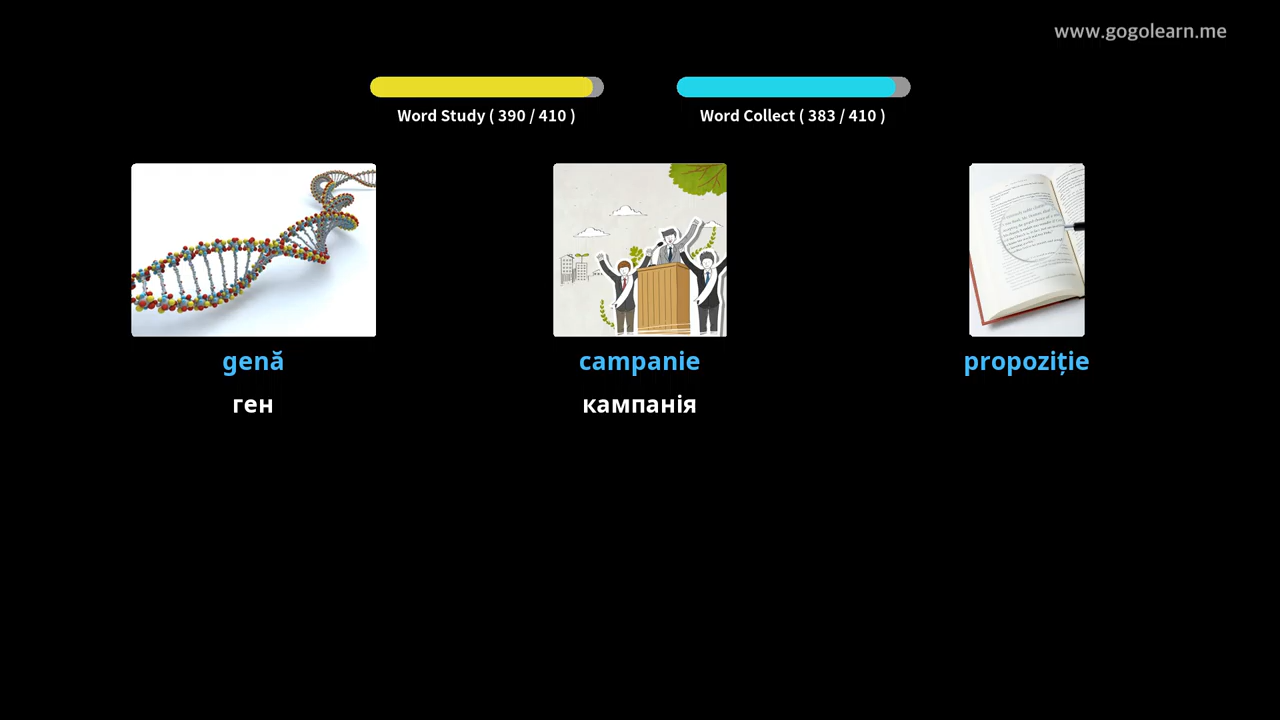 www.gogolearn.me
Word Study ( 390 / 410 )
Word Collect ( 383 / 410 )
genă
campanie
propoziție
ген
кампанія